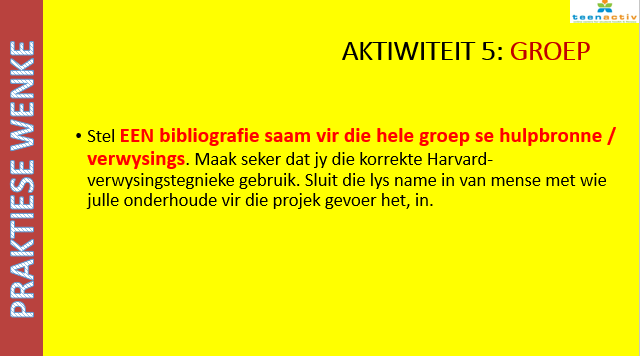 teenactiv
AKTIWITEIT 5: GROEP
PRAKTIESE WENKE
• Stel EEN bibliografie saam vir die hele groep se hulpbronne /
verwysings. Maak seker dat jy die korrekte Harvard-
verwysingstegnieke gebruik. Sluit die lys name in van mense met wie
julle onderhoude vir die projek gevoer het, in.